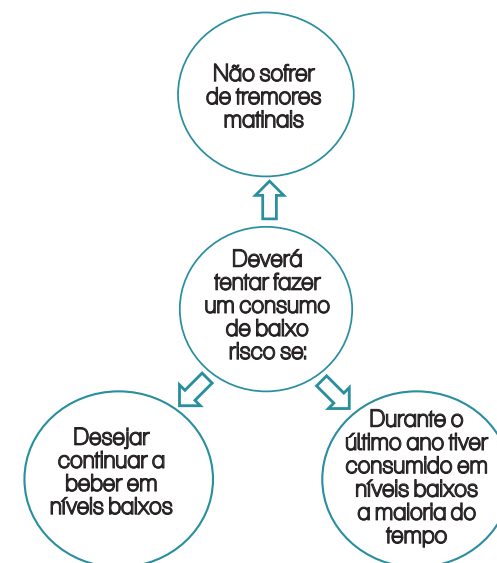 Não sofrer
de tremores
matinais
Deverá
tentar fazer
um consumo
de baixo
risco se:
Desejar
continuar a
beber em
níveis baixos
Durante o
último ano tiver
consumido em
níveis baixos
a maioria do
tempo